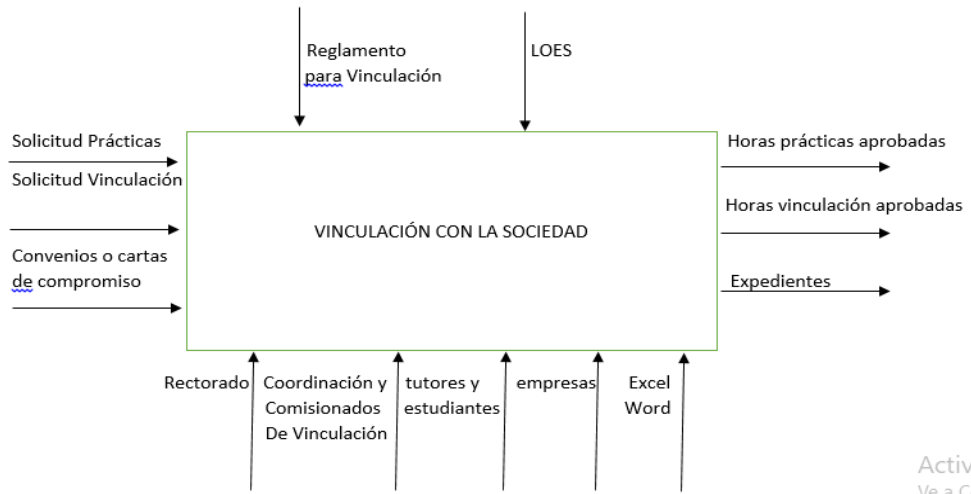 Reglamento
para Vinculación
LOES
Solicitud Prácticas
Solicitud Vinculación
Convenios o cartas
de compromiso
VINCULACIÓN CON LA SOCIEDAD
Horas prácticas aprobadas
Horas vinculación aprobadas
Expedientes
Rectorado
Coordinación y
Comisionados
De Vinculación
tutores y
estudiantes
empresas
Excel
Word
Activ
Ve a C